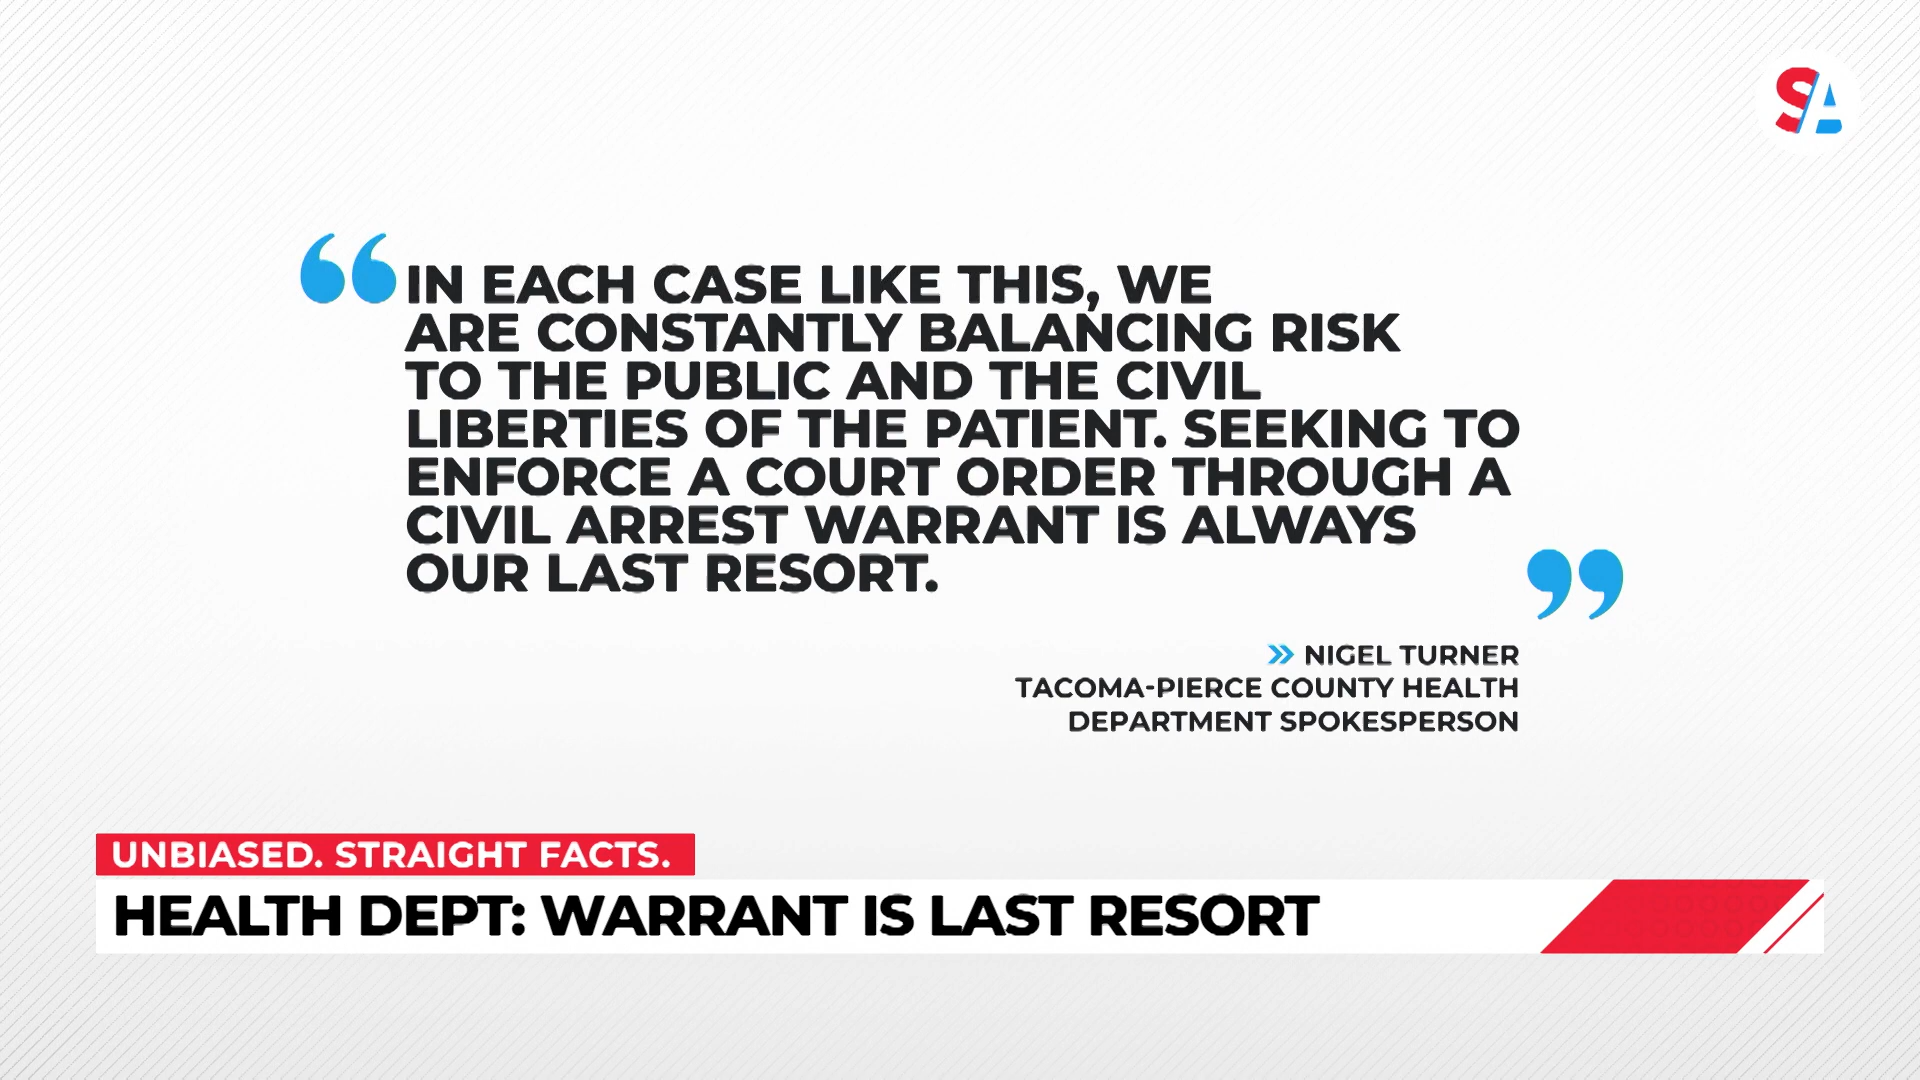 SA
“IN EACH CASE LIKE THIS, WE
ARE CONSTANTLY BALANCING RISK
TO THE PUBLIC AND THE CIVIL
LIBERTIES OF THE PATIENT. SEEKING TO
ENFORCE A COURT ORDER THROUGH A
CIVIL ARREST WARRANT IS ALWAYS
OUR LAST RESORT.”
» NIGEL TURNER
TACOMA-PIERCE COUNTY HEALTH
DEPARTMENT SPOKESPERSON
UNBIASED. STRAIGHT FACTS.
HEALTH DEPT: WARRANT IS LAST RESORT